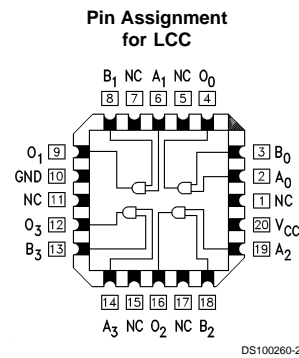 Pin Assignment
for LCC
B1 NC A1 NC O0
8 7 6 5 4
O1 9
GND 10
NC 11
O3 12
B3 13
3 B0
2 A0
1 NC
20 VCC
19 A2
14 15 16 17 18
A3 NC O2 NC B2
DS100260-2